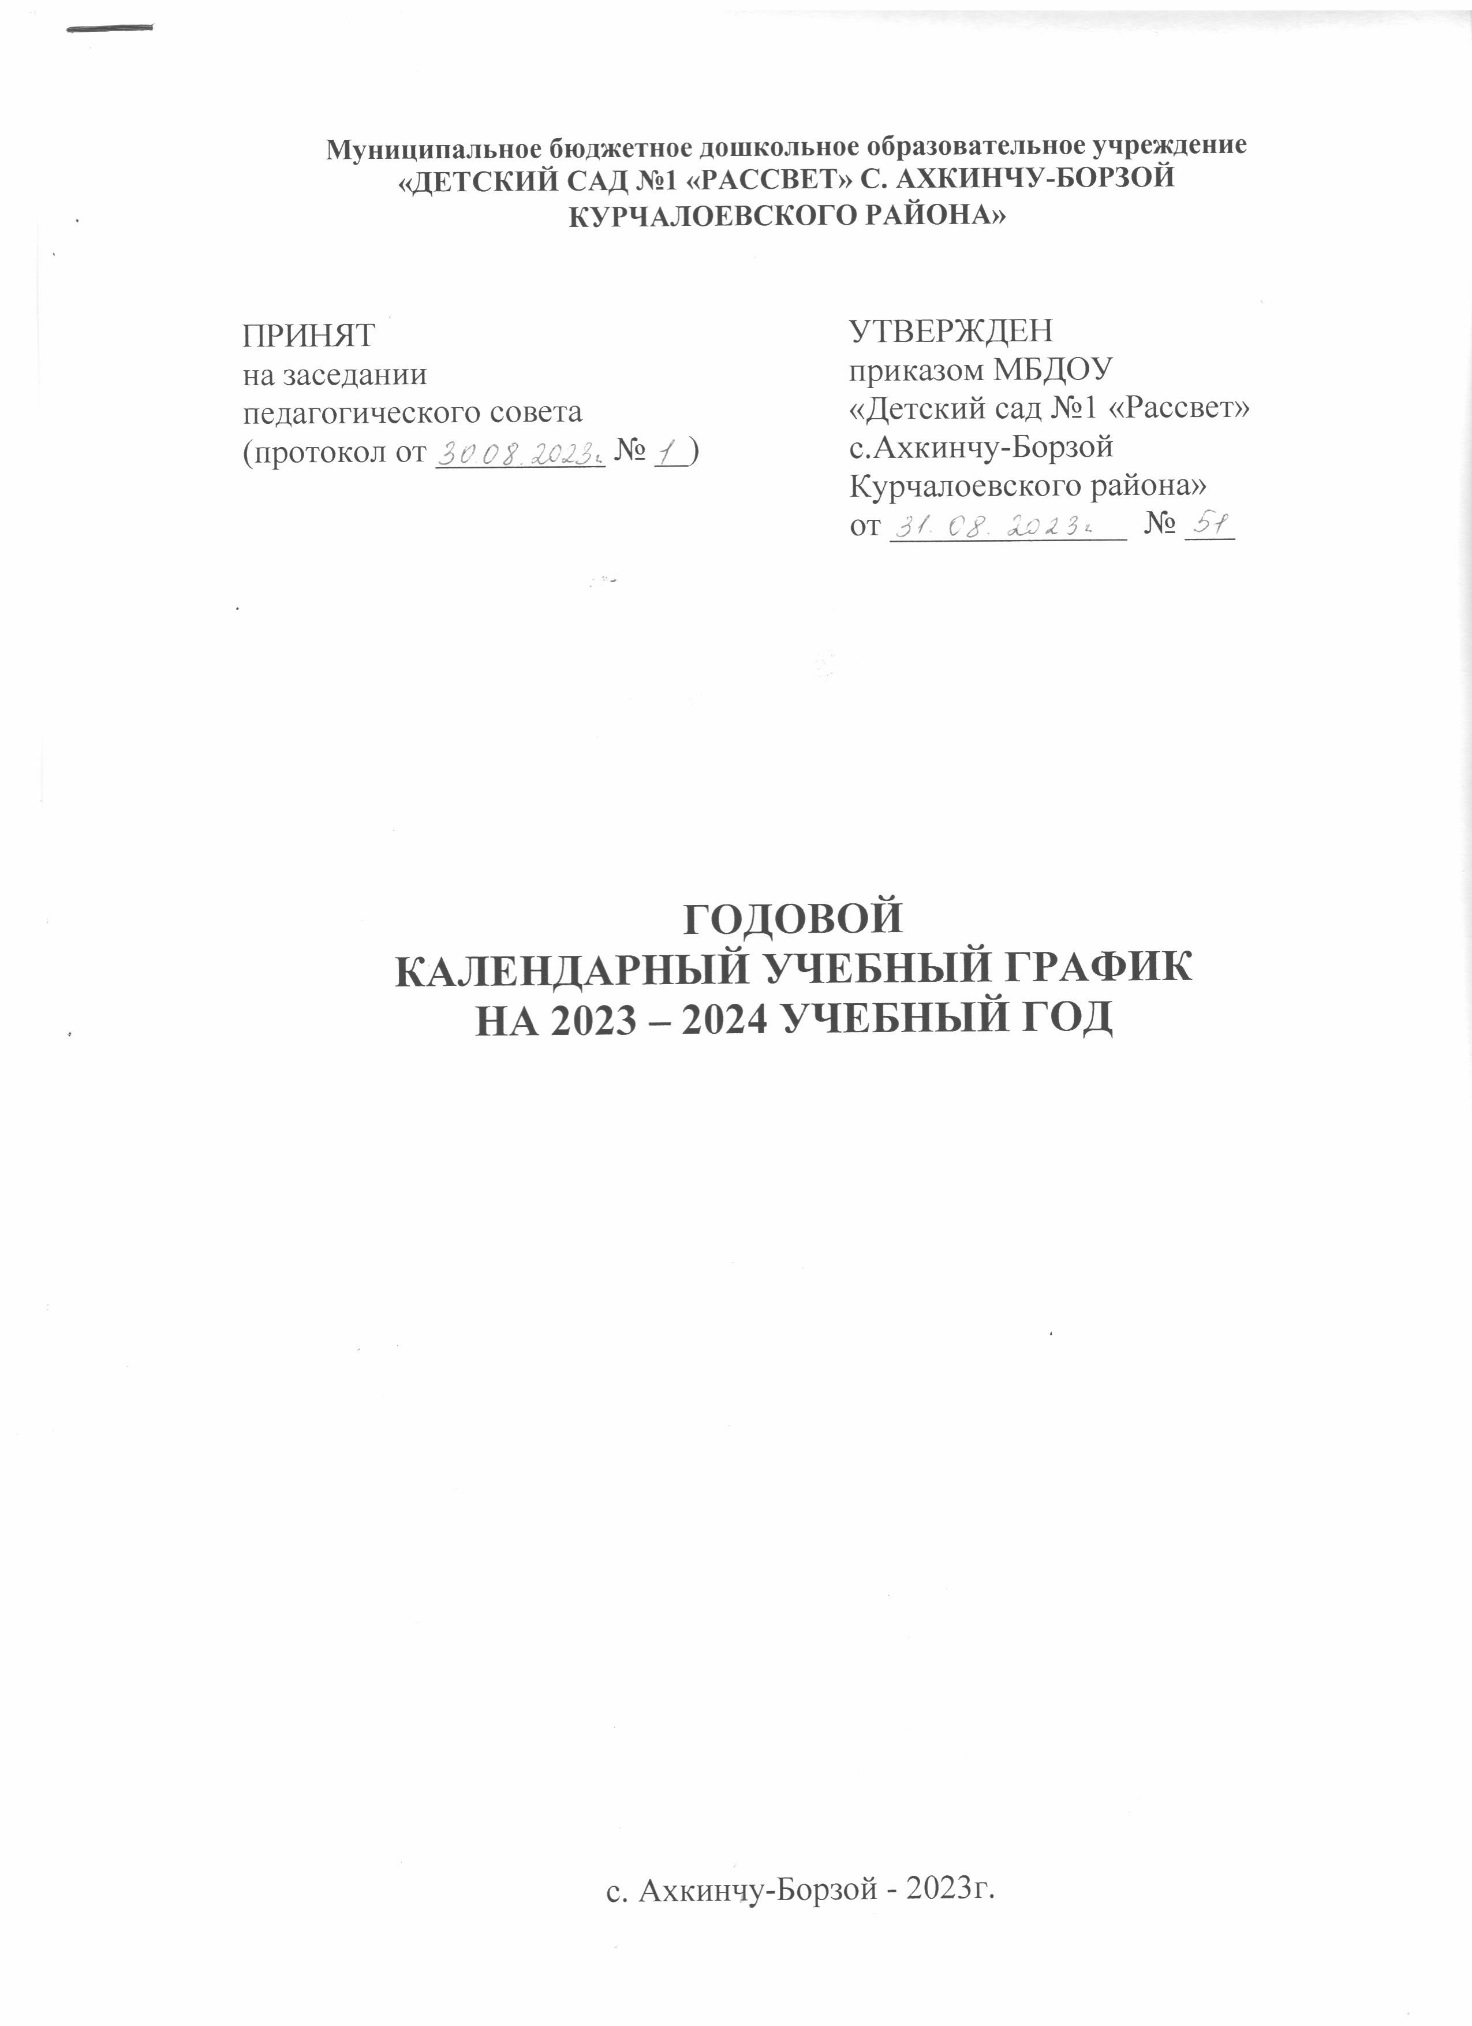 Муниципальное бюджетное дошкольное образовательное учреждение
«ДЕТСКИЙ САД №1 «РАССВЕТ» С. АХКИНЧУ-БОРЗОЙ
КУРЧАЛОЕВСКОГО РАЙОНА»
ПРИНЯТ
на заседании
педагогического совета
(протокол от 30 08. 2023г. № 1)
УТВЕРЖДЕН
приказом МБДОУ
«Детский сад №1 «Рассвет»
с.Ахкинчу-Борзой
Курчалоевского района»
от 31. 08. 2023г. № 51
ГОДОВОЙ
КАЛЕНДАРНЫЙ УЧЕБНЫЙ ГРАФИК
НА 2023 – 2024 УЧЕБНЫЙ ГОД
с. Ахкинчу-Борзой - 2023г.